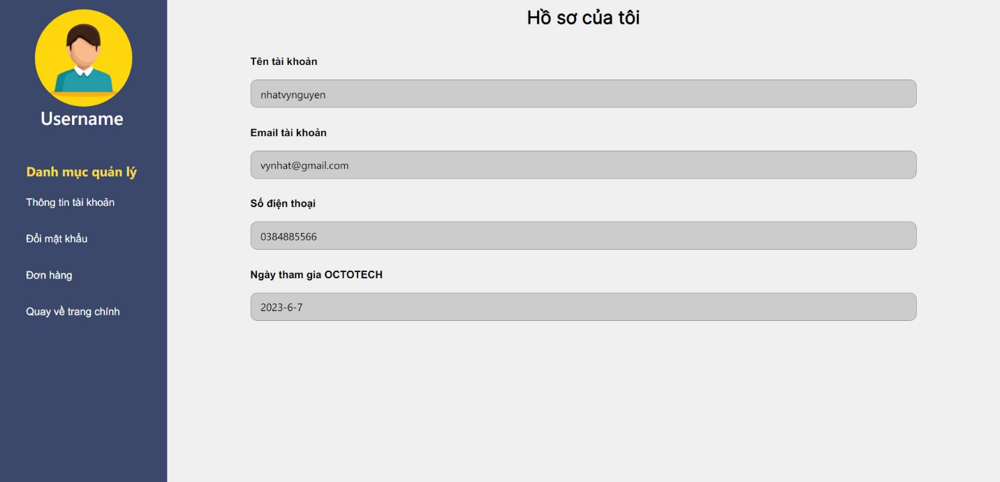 Username
Danh mục quản lý
Thông tin tài khoản
Đổi mật khẩu
Đơn hàng
Quay về trang chính
Hồ sơ của tôi
Tên tài khoản
nhatvynguyen
Email tài khoản
vynhat@gmail.com
Số điện thoại
0384885566
Ngày tham gia OCTOTECH
2023-6-7